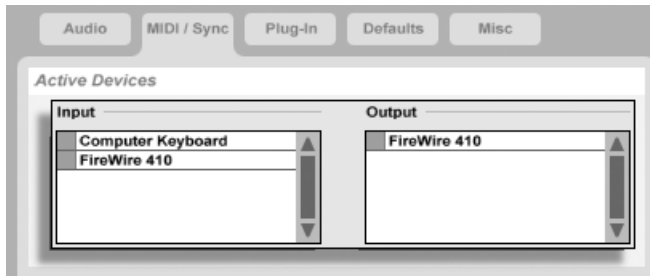 Audio MIDI / Sync Plug-In Defaults Misc
Active Devices
Input Output
Computer Keyboard FireWire 410
FireWire 410